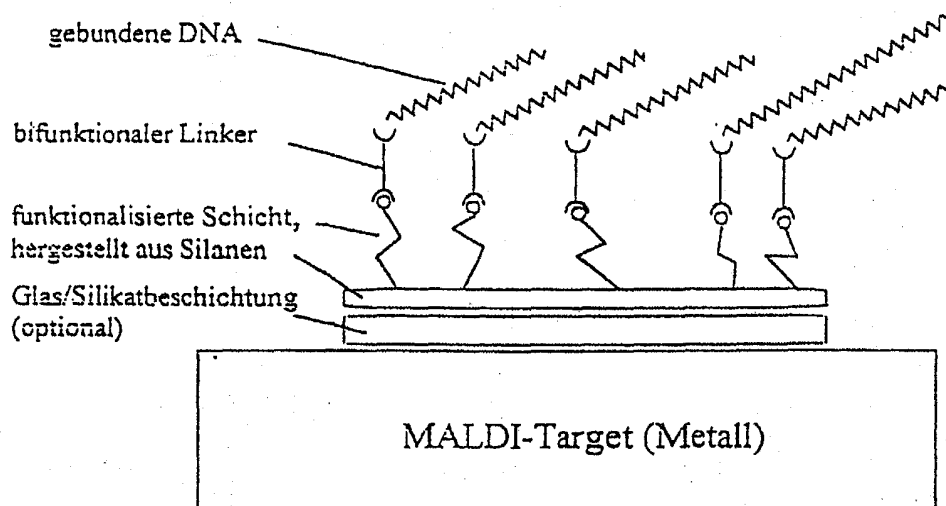 gebundene DNA
bifunktionaler Linker
funktionalisierte Schicht,
hergestellt aus Silanen
Glas/Silikatbeschichtung
(optional)
MALDI-Target (Metall)